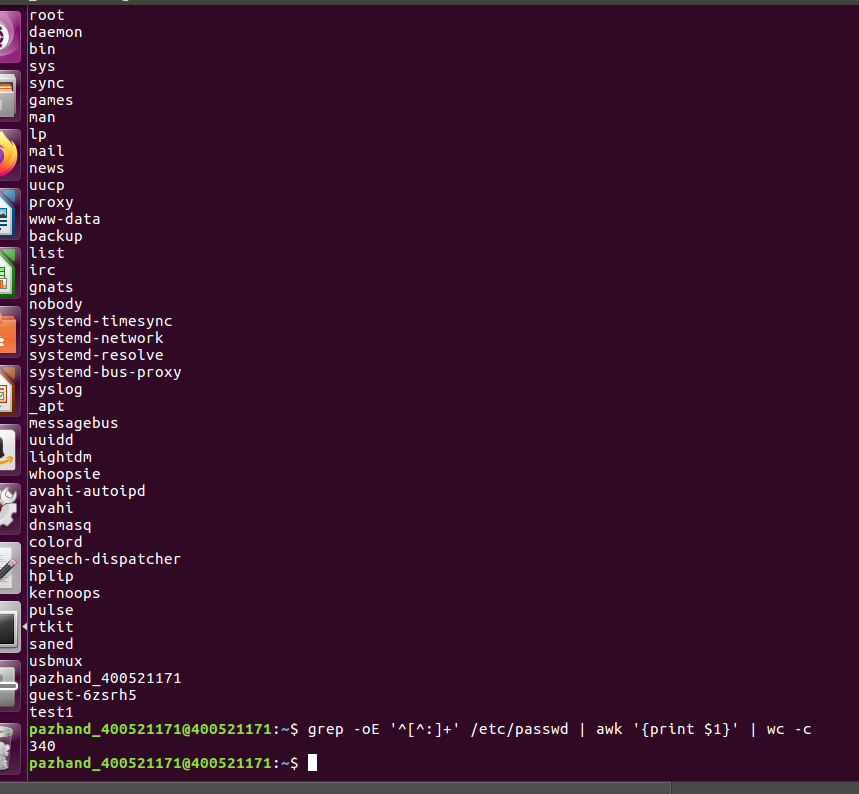 root
daemon
bin
sys
sync
games
man
lp
mail
news
uucp
proxy
www-data
backup
list
irc
gnats
nobody
systemd-timesync
systemd-network
systemd-resolve
systemd-bus-proxy
syslog
_apt
messagebus
uuidd
lightdm
whoopsie
avahi-autoipd
avahi
dnsmasq
colord
speech-dispatcher
hplip
kernoops
pulse
rtkit
saned
usbmux
pazhand_400521171
guest-6zsrh5
test1
pazhand_400521171@400521171:~$ grep -oE '^[^:]+' /etc/passwd | awk '{print $1}' | wc -c
340
pazhand_400521171@400521171:~$